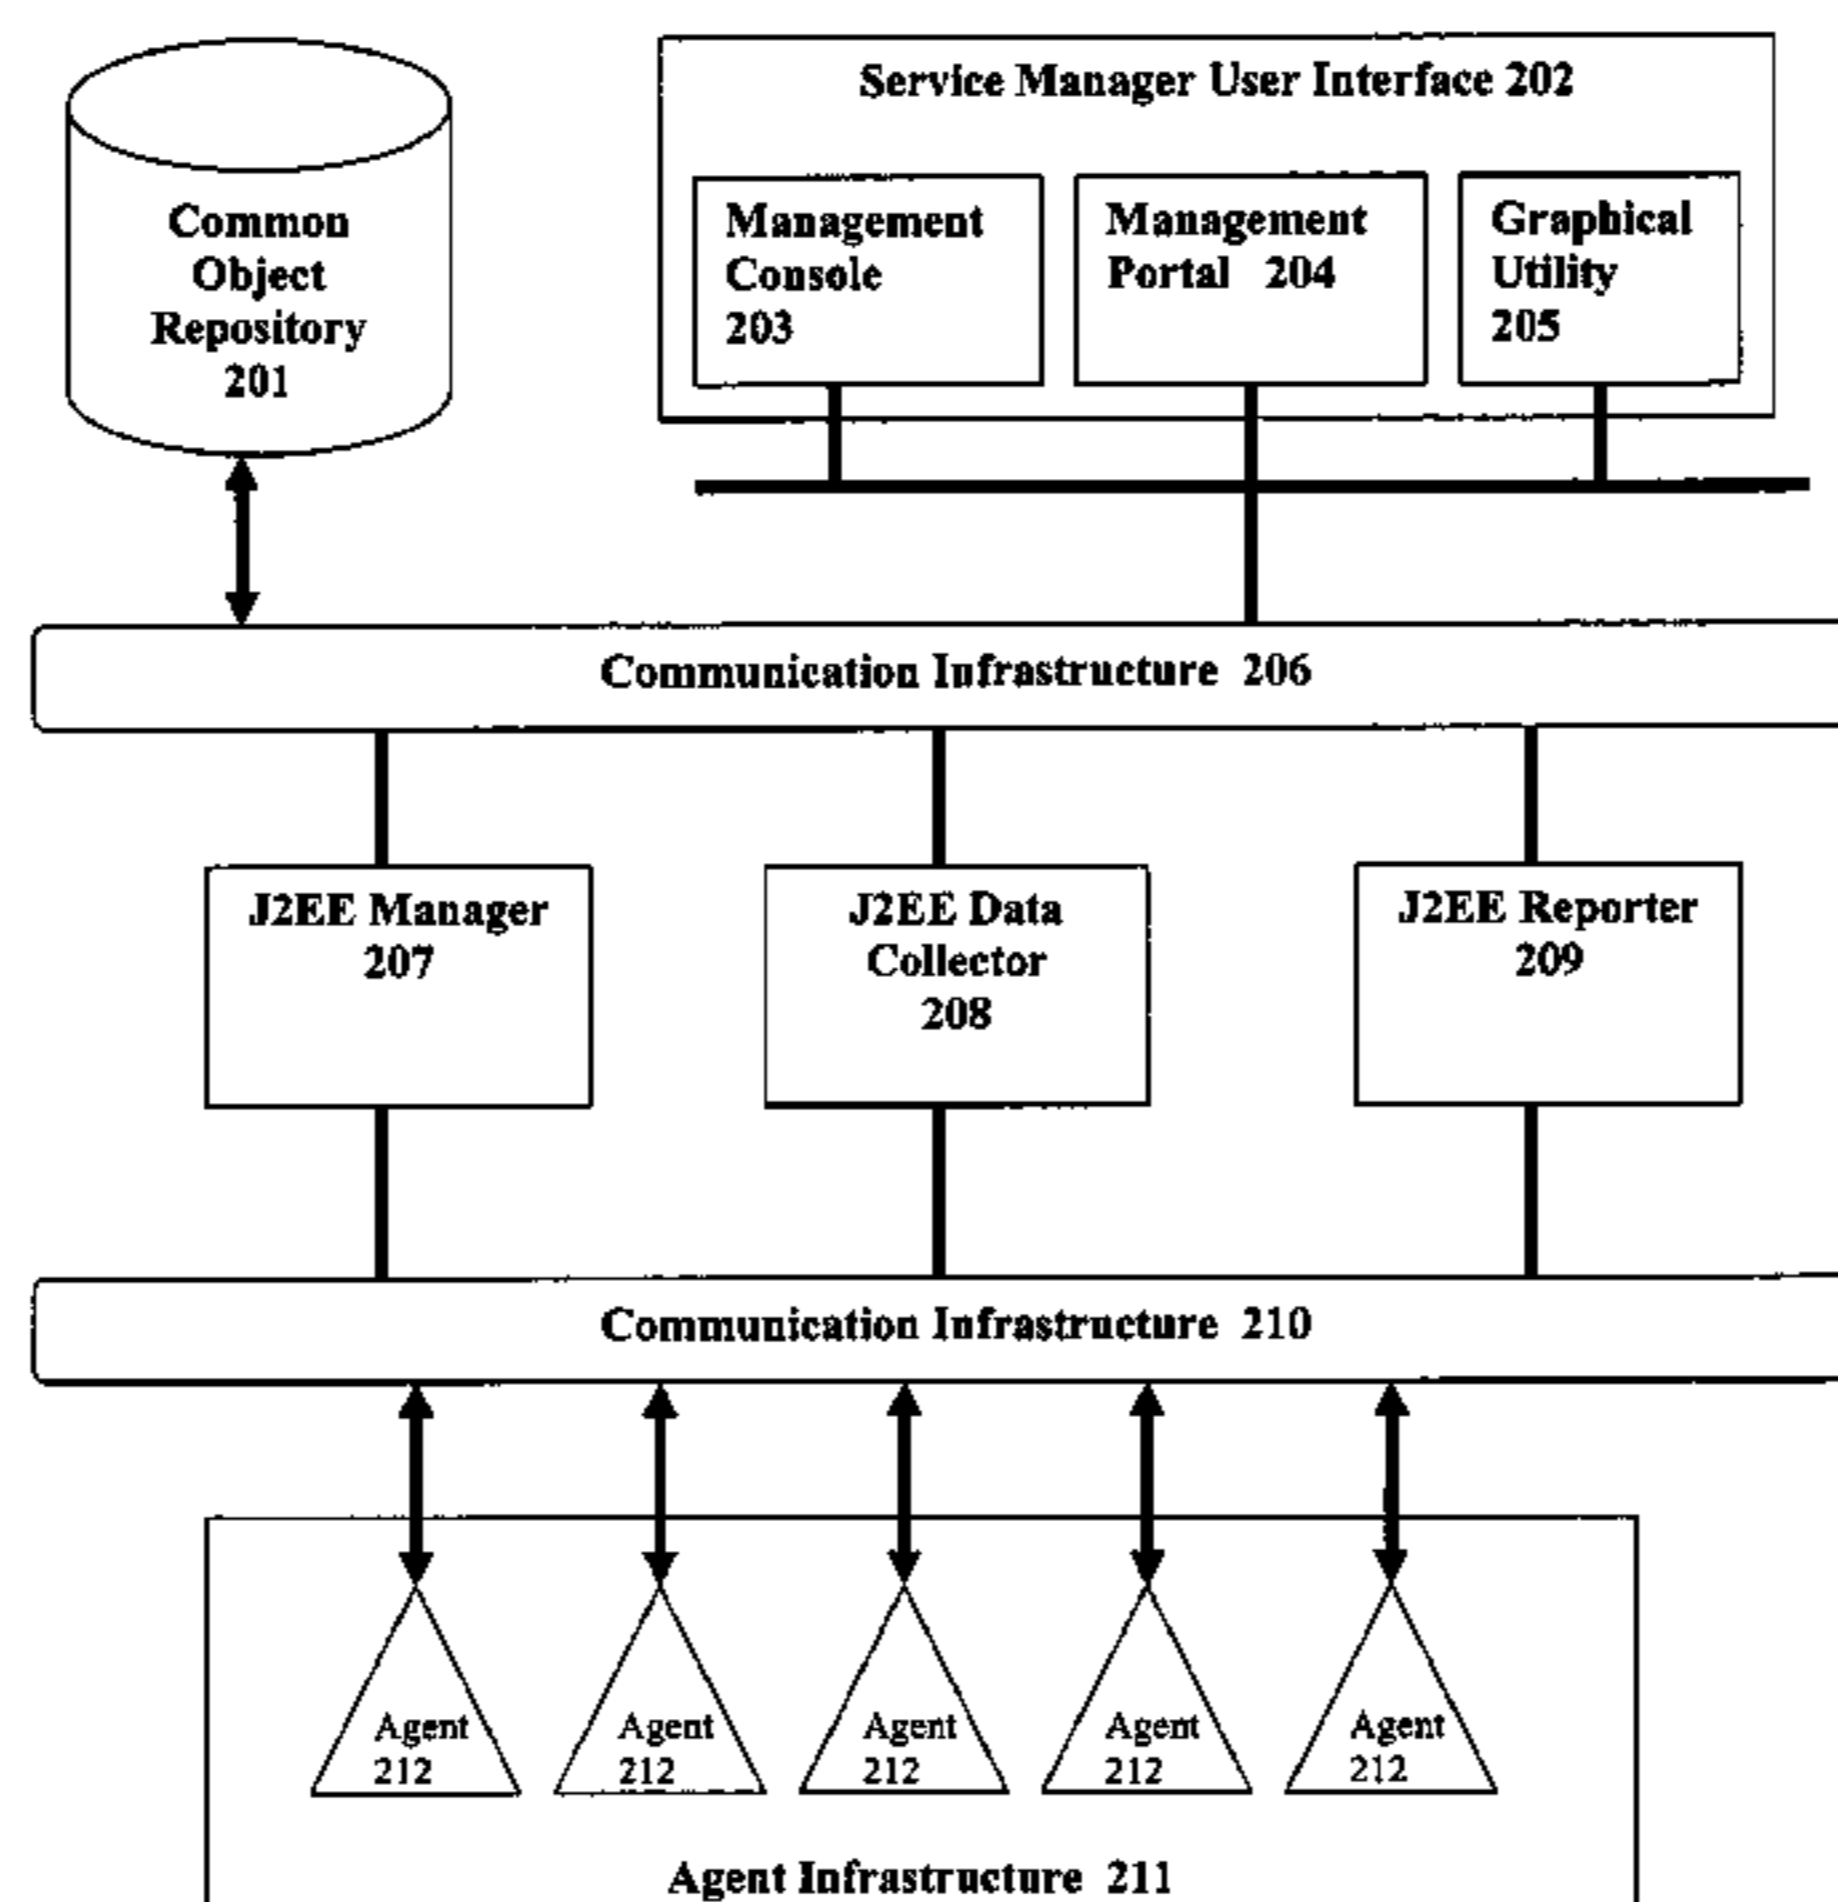 Common
Object
Repository
201
Service Manager User Interface 202
Management
Console
203
Management
Portal 204
Graphical
Utility
205
Communication Infrastructure 206
J2EE Manager
207
J2EE Data
Collector
208
J2EE Reporter
209
Communication Infrastructure 210
Agent
212
Agent
212
Agent
212
Agent
212
Agent
212
Agent Infrastructure 211